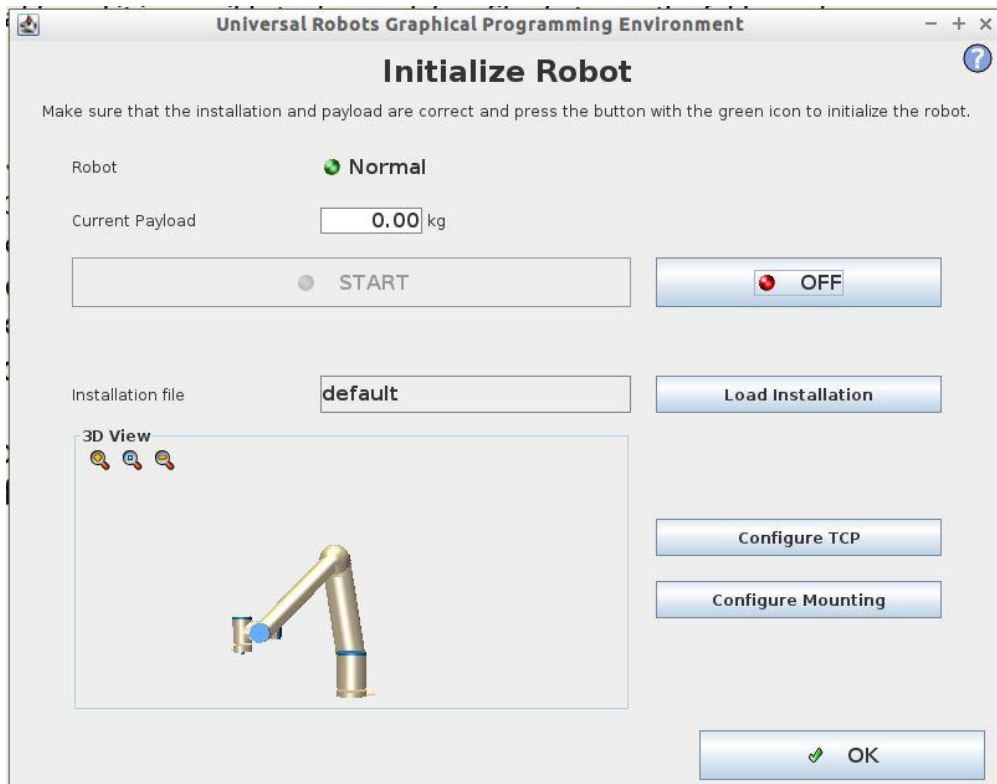 Universal Robots Graphical Programming Environment
Initialize Robot
Make sure that the installation and payload are correct and press the button with the green icon to initialize the robot.
Robot Normal
Current Payload 0.00 kg
START OFF
Installation file default Load Installation
3D View
Configure TCP
Configure Mounting
OK